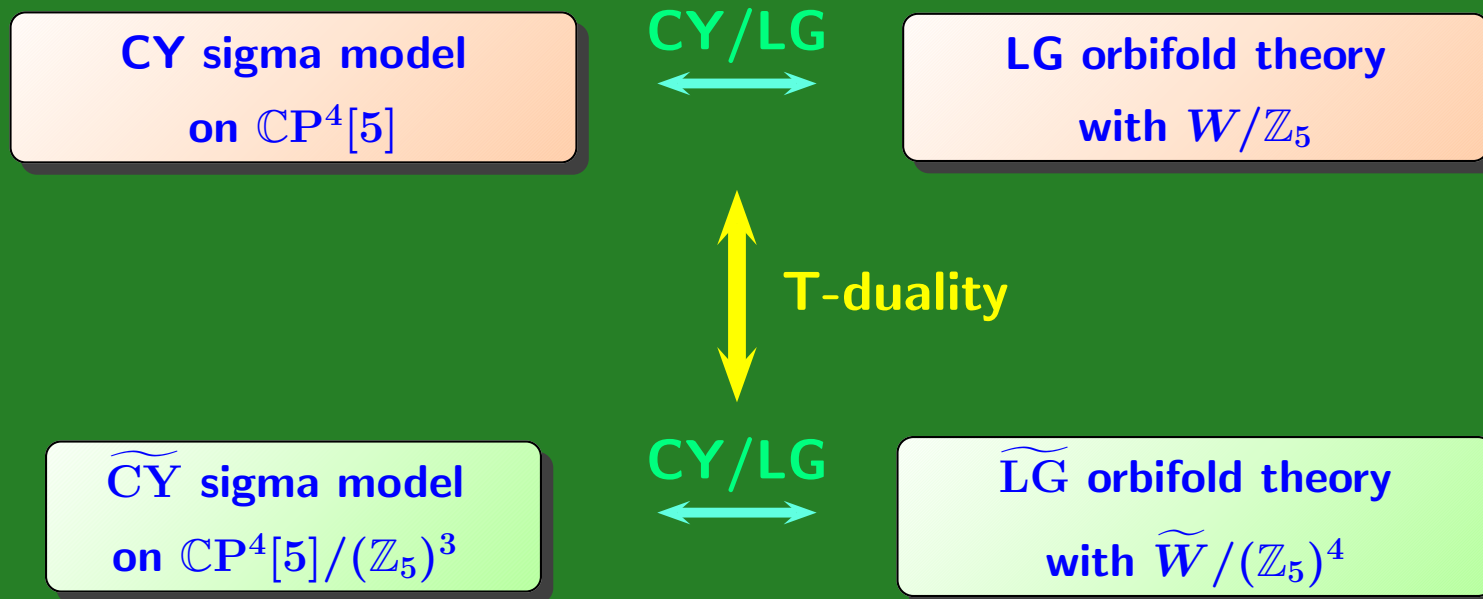 CY sigma model
on ℂP⁴[5]
CY/LG
LG orbifold theory
with W/ℤ₅
T-duality
C͠Y͠ sigma model
on ℂP⁴[5]/(ℤ₅)³
CY/LG
L͠G͠ orbifold theory
with W̃/(ℤ₅)⁴